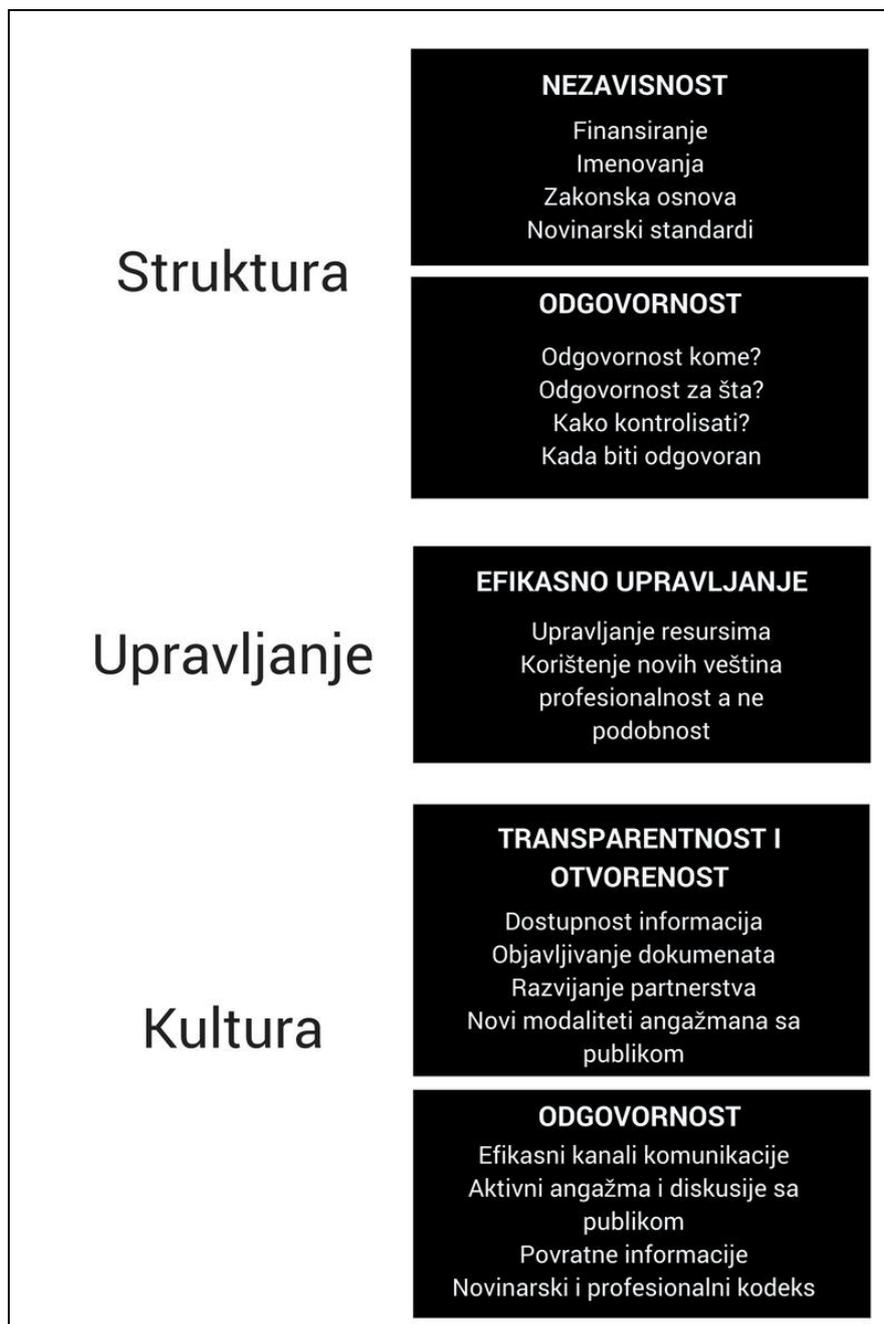 Struktura
NEZAVISNOST
Finansiranje
Imenovanja
Zakonska osnova
Novinarski standardi
ODGOVORNOST
Odgovornost kome?
Odgovornost za šta?
Kako kontrolisati?
Kada biti odgovoran
Upravljanje
EFIKASNO UPRAVLJANJE
Upravljanje resursima
Korištenje novih veština
profesionalnost a ne
podobnost
Kultura
TRANSPARENTNOST I
OTVORENOST
Dostupnost informacija
Objavljivanje dokumenata
Razvijanje partnerstva
Novi modaliteti angažmana sa
publikom
ODGOVORNOST
Efikasni kanali komunikacije
Aktivni angažma i diskusije sa
publikom
Povratne informacije
Novinarski i profesionalni kodeks